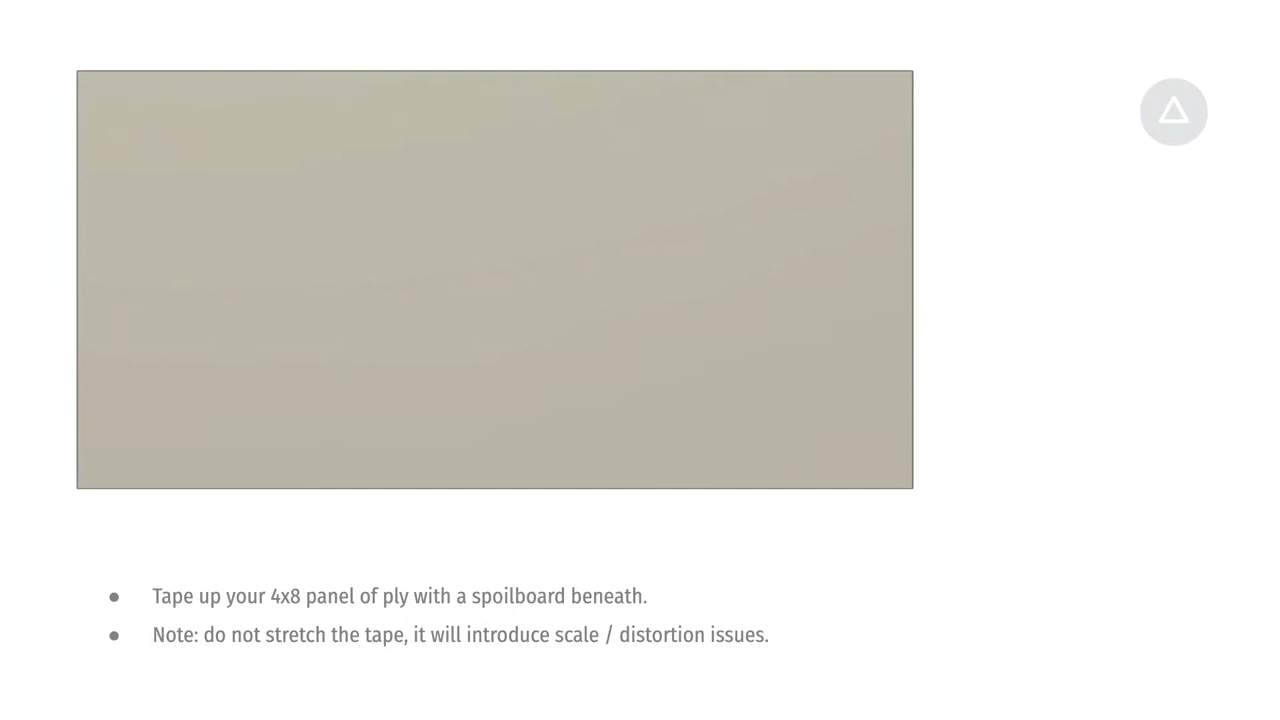 ● Tape up your 4x8 panel of ply with a spoilboard beneath.
● Note: do not stretch the tape, it will introduce scale / distortion issues.